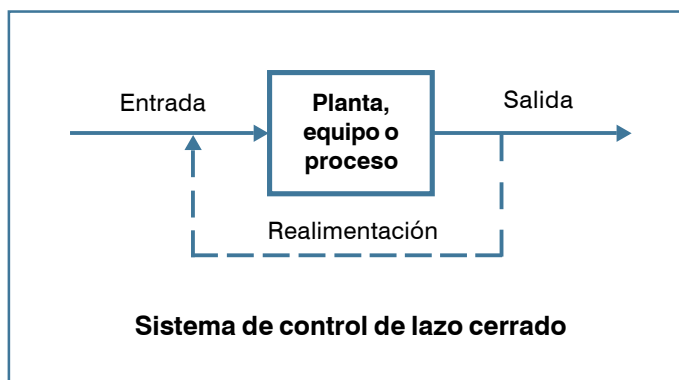 Entrada
Planta,
equipo o
proceso
Salida
Realimentación
Sistema de control de lazo cerrado